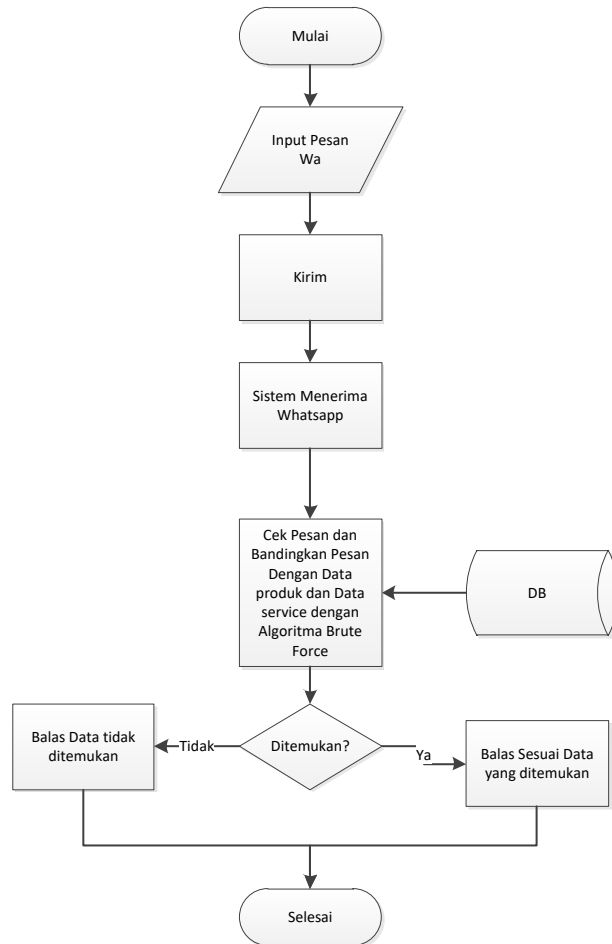 Mulai
Input Pesan
Wa
Kirim
Sistem Menerima
Whatsapp
Cek Pesan dan
Bandingkan Pesan
Dengan Data
produk dan Data
service dengan
Algoritma Brute
Force
DB
Balas Data tidak
ditemukan
Tidak
Ditemukan?
Ya
Balas Sesuai Data
yang ditemukan
Selesai